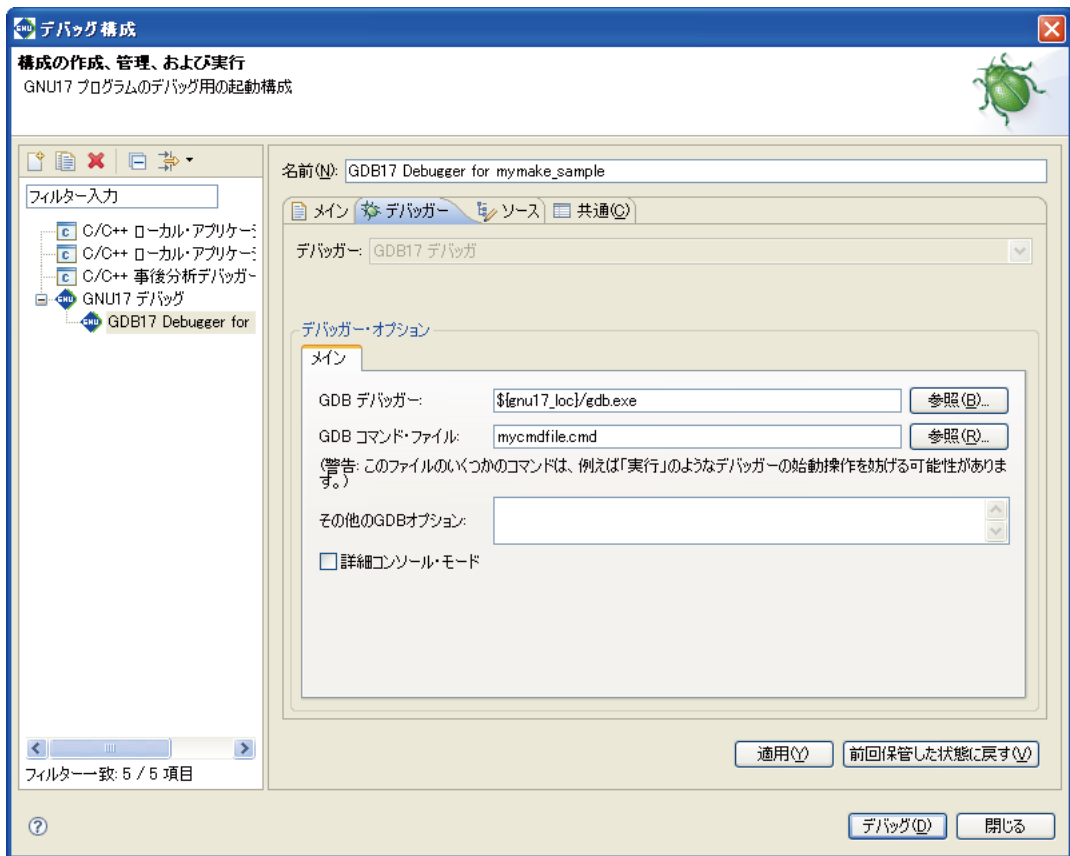 GNU デバッグ構成
構成の作成、管理、および実行
GNU17 プログラムのデバッグ用の起動構成
名前(N): GDB17 Debugger for mymake_sample
フィルター入力
C/C++ ローカル・アプリケーシ
C/C++ ローカル・アプリケーシ
C/C++ 事後分析デバッガー
GNU17 デバッグ
GDB17 Debugger for
メイン デバッガー ソース 共通(C)
デバッガー: GDB17 デバッガ
デバッガー・オプション
メイン
GDB デバッガー: ${gnu17_loc}/gdb.exe 参照(B)...
GDB コマンド・ファイル: mycmdfile.cmd 参照(R)...
(警告: このファイルのいくつかのコマンドは、例えば「実行」のようなデバッガーの始動操作を妨げる可能性がありま
す。)
その他のGDBオプション:
詳細コンソール・モード
フィルター一致: 5 / 5 項目
適用(Y) 前回保管した状態に戻す(V)
デバッグ(D) 閉じる